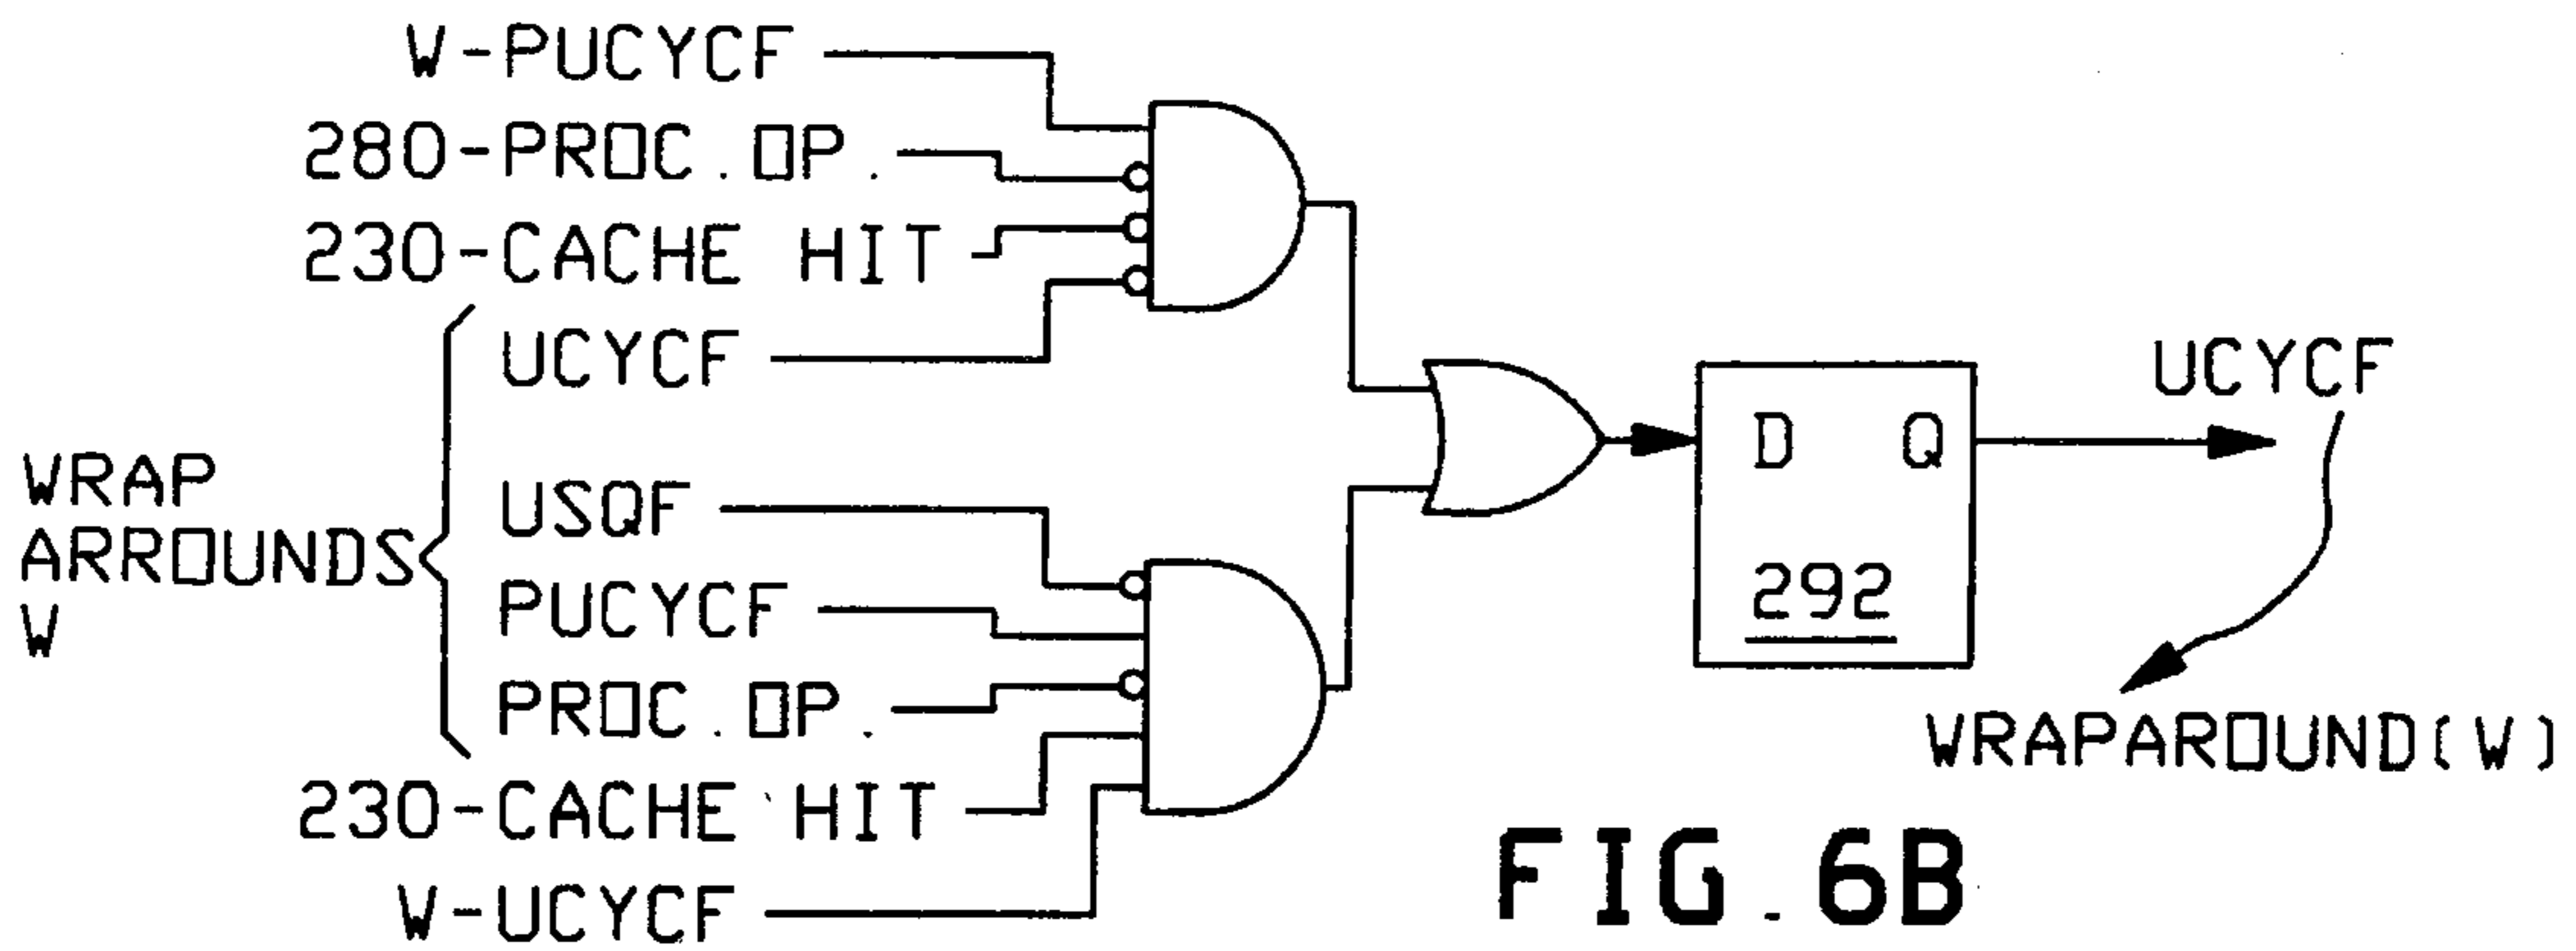 W-PUCYCF
280-PROC.OP.
230-CACHE HIT
UCYCF
WRAP
ARROUNDS
W
USQF
PUCYCF
PROC.OP.
230-CACHE HIT
W-UCYCF
D Q
292
UCYCF
WRAPAROUND(W)
FIG.6B